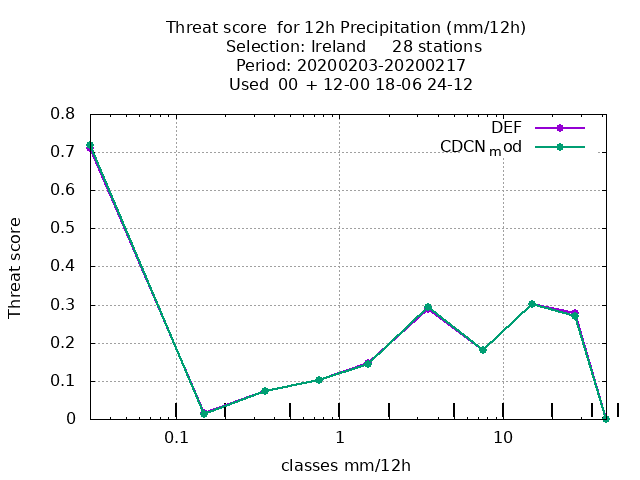 Threat score  for 12h Precipitation (mm/12h)
Selection: Ireland     28 stations
Period: 20200203-20200217
Used  00 + 12-00 18-06 24-12
DEF
CDCNmod
0.8
0.7
0.6
0.5
0.4
0.3
0.2
0.1
0
Threat score
0.1 1 10
classes mm/12h